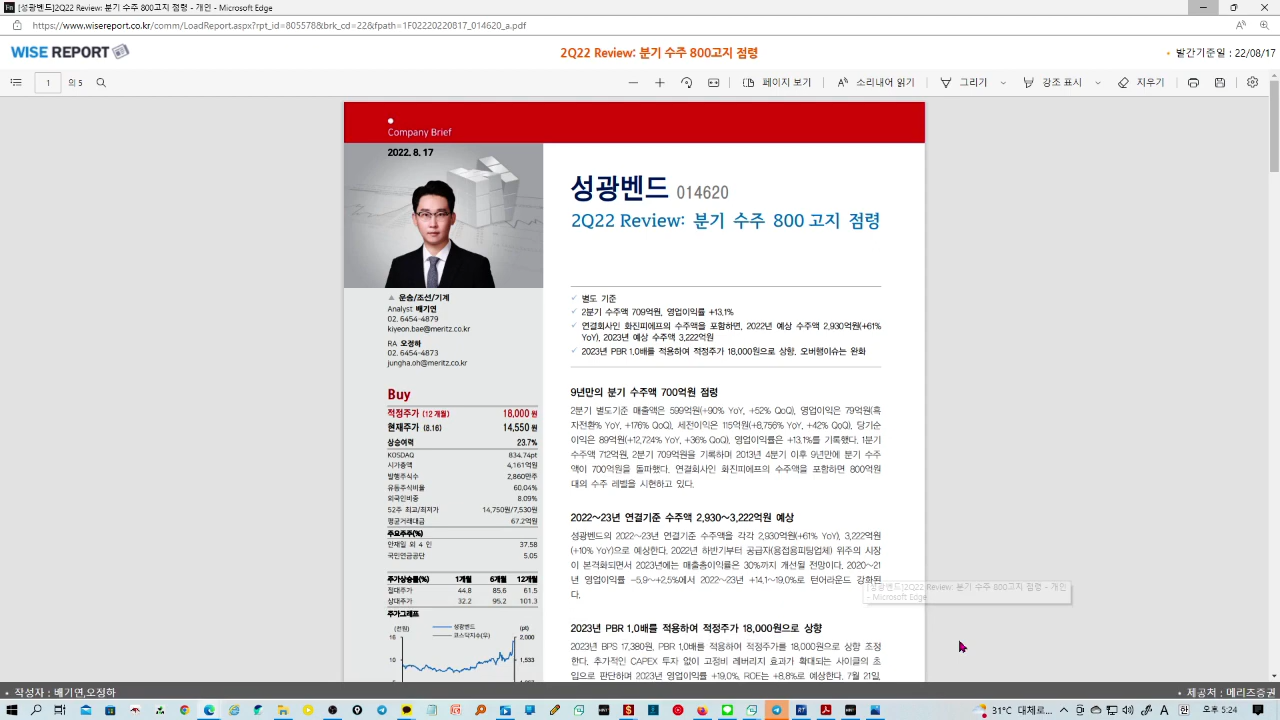 [성광벤드]2Q22 Review: 분기 수주 800고지 점령 - 개인 - Microsoft Edge
https://www.wisereport.co.kr/comm/LoadReport.aspx?rpt_id=805578&brk_cd=22&fpath=1F02220220817_014620_a.pdf
WISE REPORT
2Q22 Review: 분기 수주 800고지 점령
• 발간기준일 : 22/08/17
1 의 5
페이지 보기
소리내어 읽기
그리기
강조 표시
지우기
Company Brief
2022. 8. 17
성광벤드 014620
2Q22 Review: 분기 수주 800고지 점령
▲ 운송/조선/기계
Analyst 배기연
02. 6454-4879
kiyeon.bae@meritz.co.kr
RA 오정하
02. 6454-4873
jungha.oh@meritz.co.kr
✓ 별도 기준
✓ 2분기 수주액 709억원, 영업이익률 +13.1%
✓ 연결회사인 화진피에프의 수주액을 포함하면, 2022년 예상 수주액 2,930억원(+61%
YoY), 2023년 예상 수주액 3,222억원
✓ 2023년 PBR 1.0배를 적용하여 적정주가 18,000원으로 상향. 오버행이슈는 완화
Buy
적정주가 (12개월) 18,000 원
현재주가 (8.16) 14,550 원
상승여력 23.7%
KOSDAQ 834.74pt
시가총액 4,161억원
발행주식수 2,860만주
유동주식비율 60.04%
외국인비중 8.09%
52주 최고/최저가 14,750원/7,530원
평균거래대금 67.2억원
주요주주(%)
안재일 외 4 인 37.58
국민연금공단 5.05
주가상승률(%) 1개월 6개월 12개월
절대주가 44.8 85.6 61.5
상대주가 32.2 95.2 101.3
주가그래프
(천원) 성광벤드 (pt)
코스닥지수(우)
16 2,000
10 1,533
9년만의 분기 수주액 700억원 점령
2분기 별도기준 매출액은 599억원(+90% YoY, +52% QoQ), 영업이익은 79억원(흑
자전환% YoY, +176% QoQ), 세전이익은 115억원(+8,756% YoY, +42% QoQ), 당기순
이익은 89억원(+12,724% YoY, +36% QoQ), 영업이익률은 +13.1%를 기록했다. 1분기
수주액 712억원, 2분기 709억원을 기록하며 2013년 4분기 이후 9년만에 분기 수주
액이 700억원을 돌파했다. 연결회사인 화진피에프의 수주액을 포함하면 800억원
대의 수주 레벨을 시현하고 있다.
2022~23년 연결기준 수주액 2,930~3,222억원 예상
성광벤드의 2022~23년 연결기준 수주액을 각각 2,930억원(+61% YoY), 3,222억원
(+10% YoY)으로 예상한다. 2022년 하반기부터 공급자(용접용피팅업체) 위주인 시장
이 본격화되면서 2023년에는 매출총이익률은 30%까지 개선될 전망이다. 2020~21
년 영업이익률 -5.9~+2.5%에서 2022~23년 +14.1~19.0%로 턴어라운드 강화된
다.
[성광벤드]2Q22 Review: 분기 수주 800고지 점령 - 개인
- Microsoft Edge
2023년 PBR 1.0배를 적용하여 적정주가 18,000원으로 상향
2023년 BPS 17,380원, PBR 1.0배를 적용하여 적정주가를 18,000원으로 상향 조정
한다. 추가적인 CAPEX 투자 없이 고정비 레버리지 효과가 확대되는 사이클의 초
입으로 판단하며 2023년 영업이익률 +19.0%, ROE는 +8.8%로 예상한다. 7월 21일,
• 작성자 : 배기연,오정하
• 제공처 : 메리츠증권
31°C 대체로...
오후 5:24